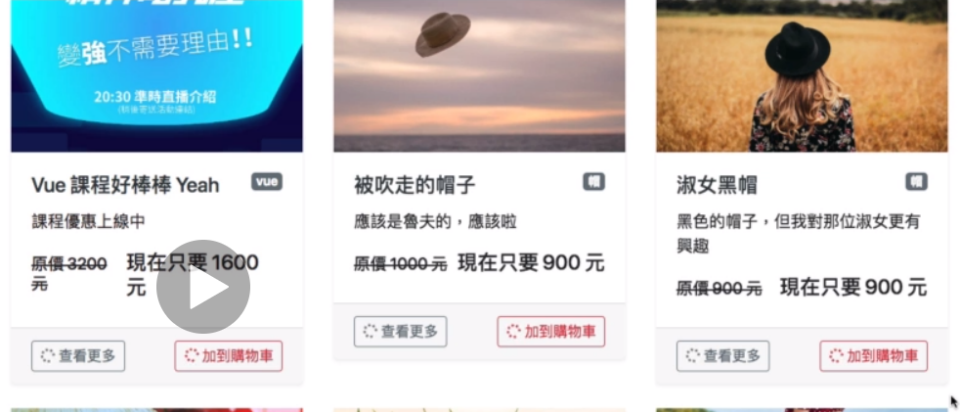 變強不需要理由!!
20:30 準時直播介紹
Vue 課程好棒棒 Yeah
vue
課程優惠上線中
原價 3200 元
現在只要 1600 元
查看更多
加到購物車
被吹走的帽子
帽
應該是魯夫的，應該啦
原價 1000 元 現在只要 900 元
查看更多
加到購物車
淑女黑帽
帽
黑色的帽子，但我對那位淑女更有
興趣
原價 900 元 現在只要 900 元
查看更多
加到購物車